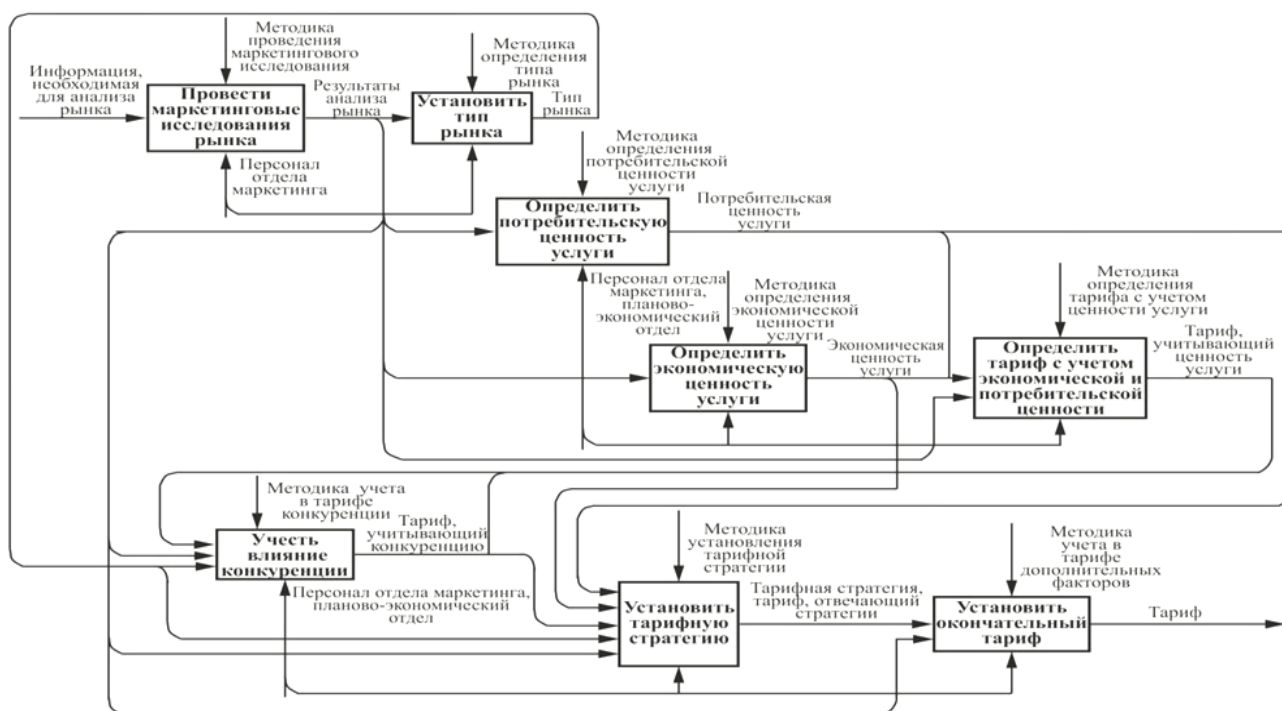 Методика
проведения
маркетингового
исследования
Информация,
необходимая
для анализа
рынка
Провести
маркетинговые
исследования
рынка
Результаты
анализа
рынка
Методика
определения
типа
рынка
Установить
тип
рынка
Тип
рынка
Персонал
отдела
маркетинга
Методика
определения
потребительской
ценности
услуги
Определить
потребительскую
ценность
услуги
Потребительская
ценность
услуги
Персонал отдела
маркетинга,
планово-
экономический
отдел
Методика
определения
экономической
ценности
услуги
Определить
экономическую
ценность
услуги
Экономическая
ценность
услуги
Методика
определения
тарифа с учетом
ценности услуги
Определить
тариф с учетом
экономической и
потребительской
ценности
Тариф,
учитывающий
ценность
услуги
Методика учета
в тарифе
конкуренции
Учесть
влияние
конкуренции
Тариф,
учитывающий
конкуренцию
Персонал отдела маркетинга,
планово-экономический
отдел
Методика
установления
тарифной
стратегии
Установить
тарифную
стратегию
Тарифная стратегия,
тариф, отвечающий
стратегии
Методика
учета в
тарифе
дополнительных
факторов
Установить
окончательный
тариф
Тариф